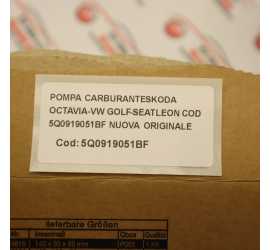 POMPA CARBURANTESKODA
OCTAVIA-VW GOLF-SEATLEON COD
5Q0919051BF NUOVA ORIGINALE
Cod: 5Q0919051BF
lieferbare Größen